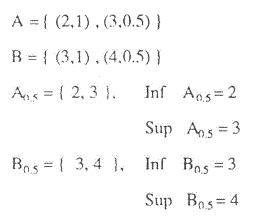 A = { (2,1) , (3,0.5) }
B = { (3,1) , (4,0.5) }
A0.5 = { 2, 3 }, Inf A0.5 = 2
Sup A0.5 = 3
B0.5 = { 3, 4 }, Inf B0.5 = 3
Sup B0.5 = 4